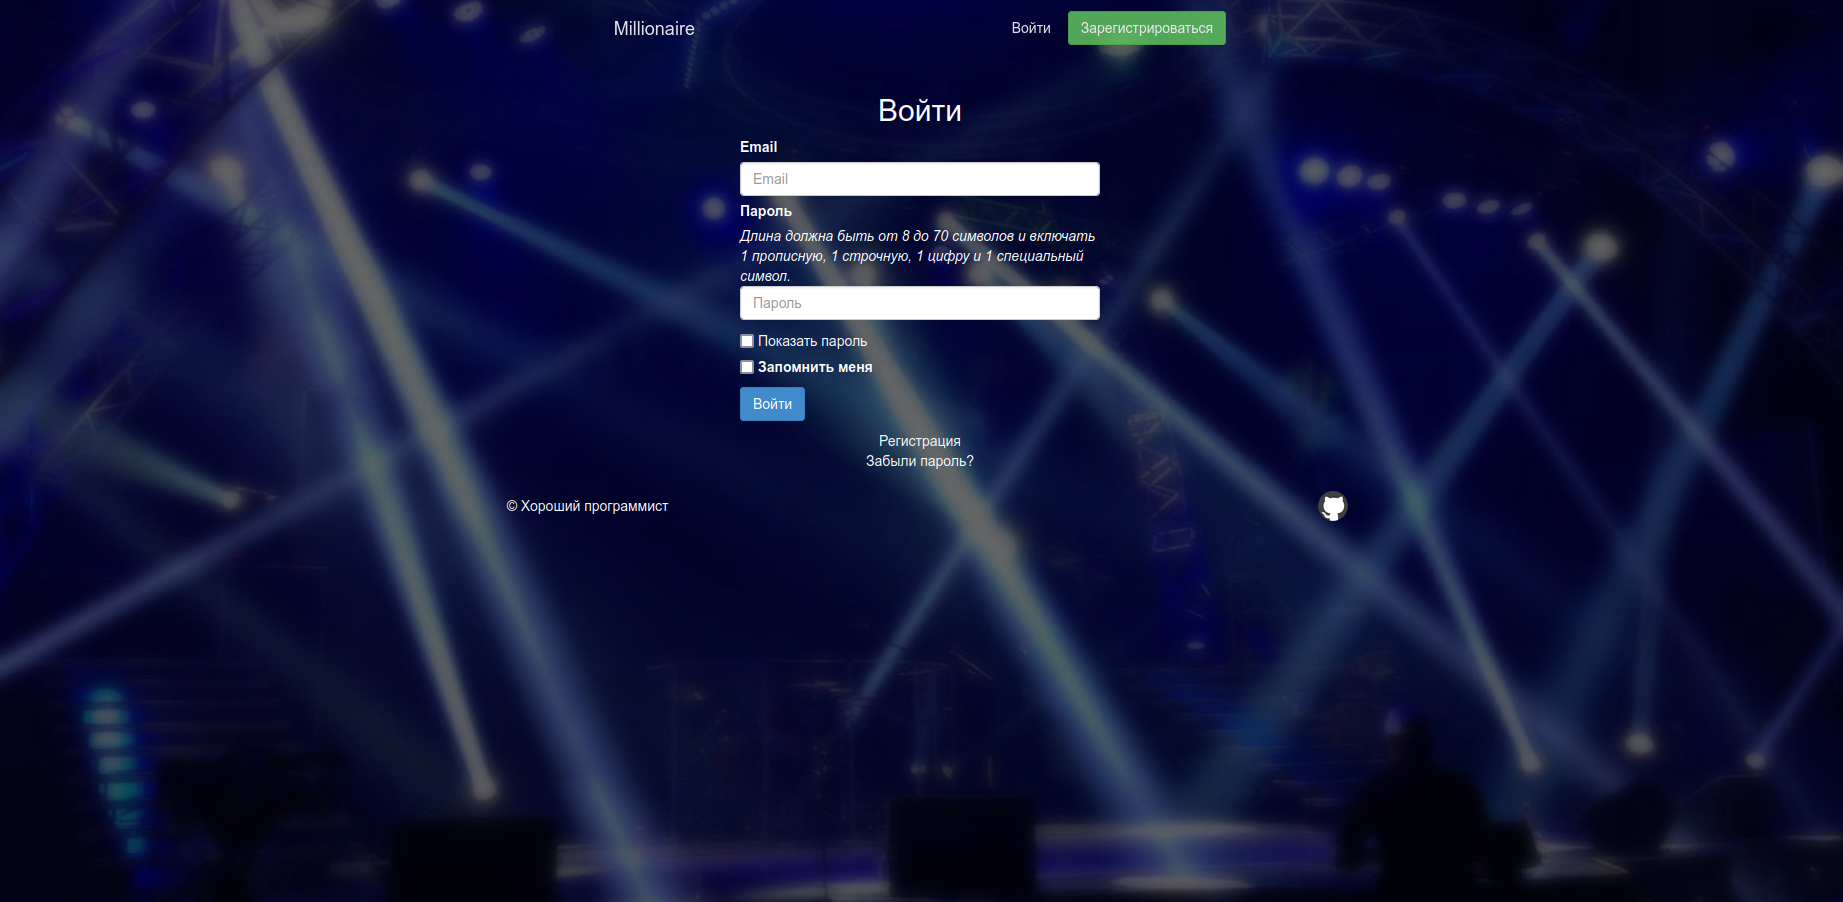 Millionaire
Войти
Зарегистрироваться
Войти
Email
Email
Пароль
Длина должна быть от 8 до 70 символов и включать
1 прописную, 1 строчную, 1 цифру и 1 специальный
символ.
Пароль
Показать пароль
Запомнить меня
Войти
Регистрация
Забыли пароль?
© Хороший программист